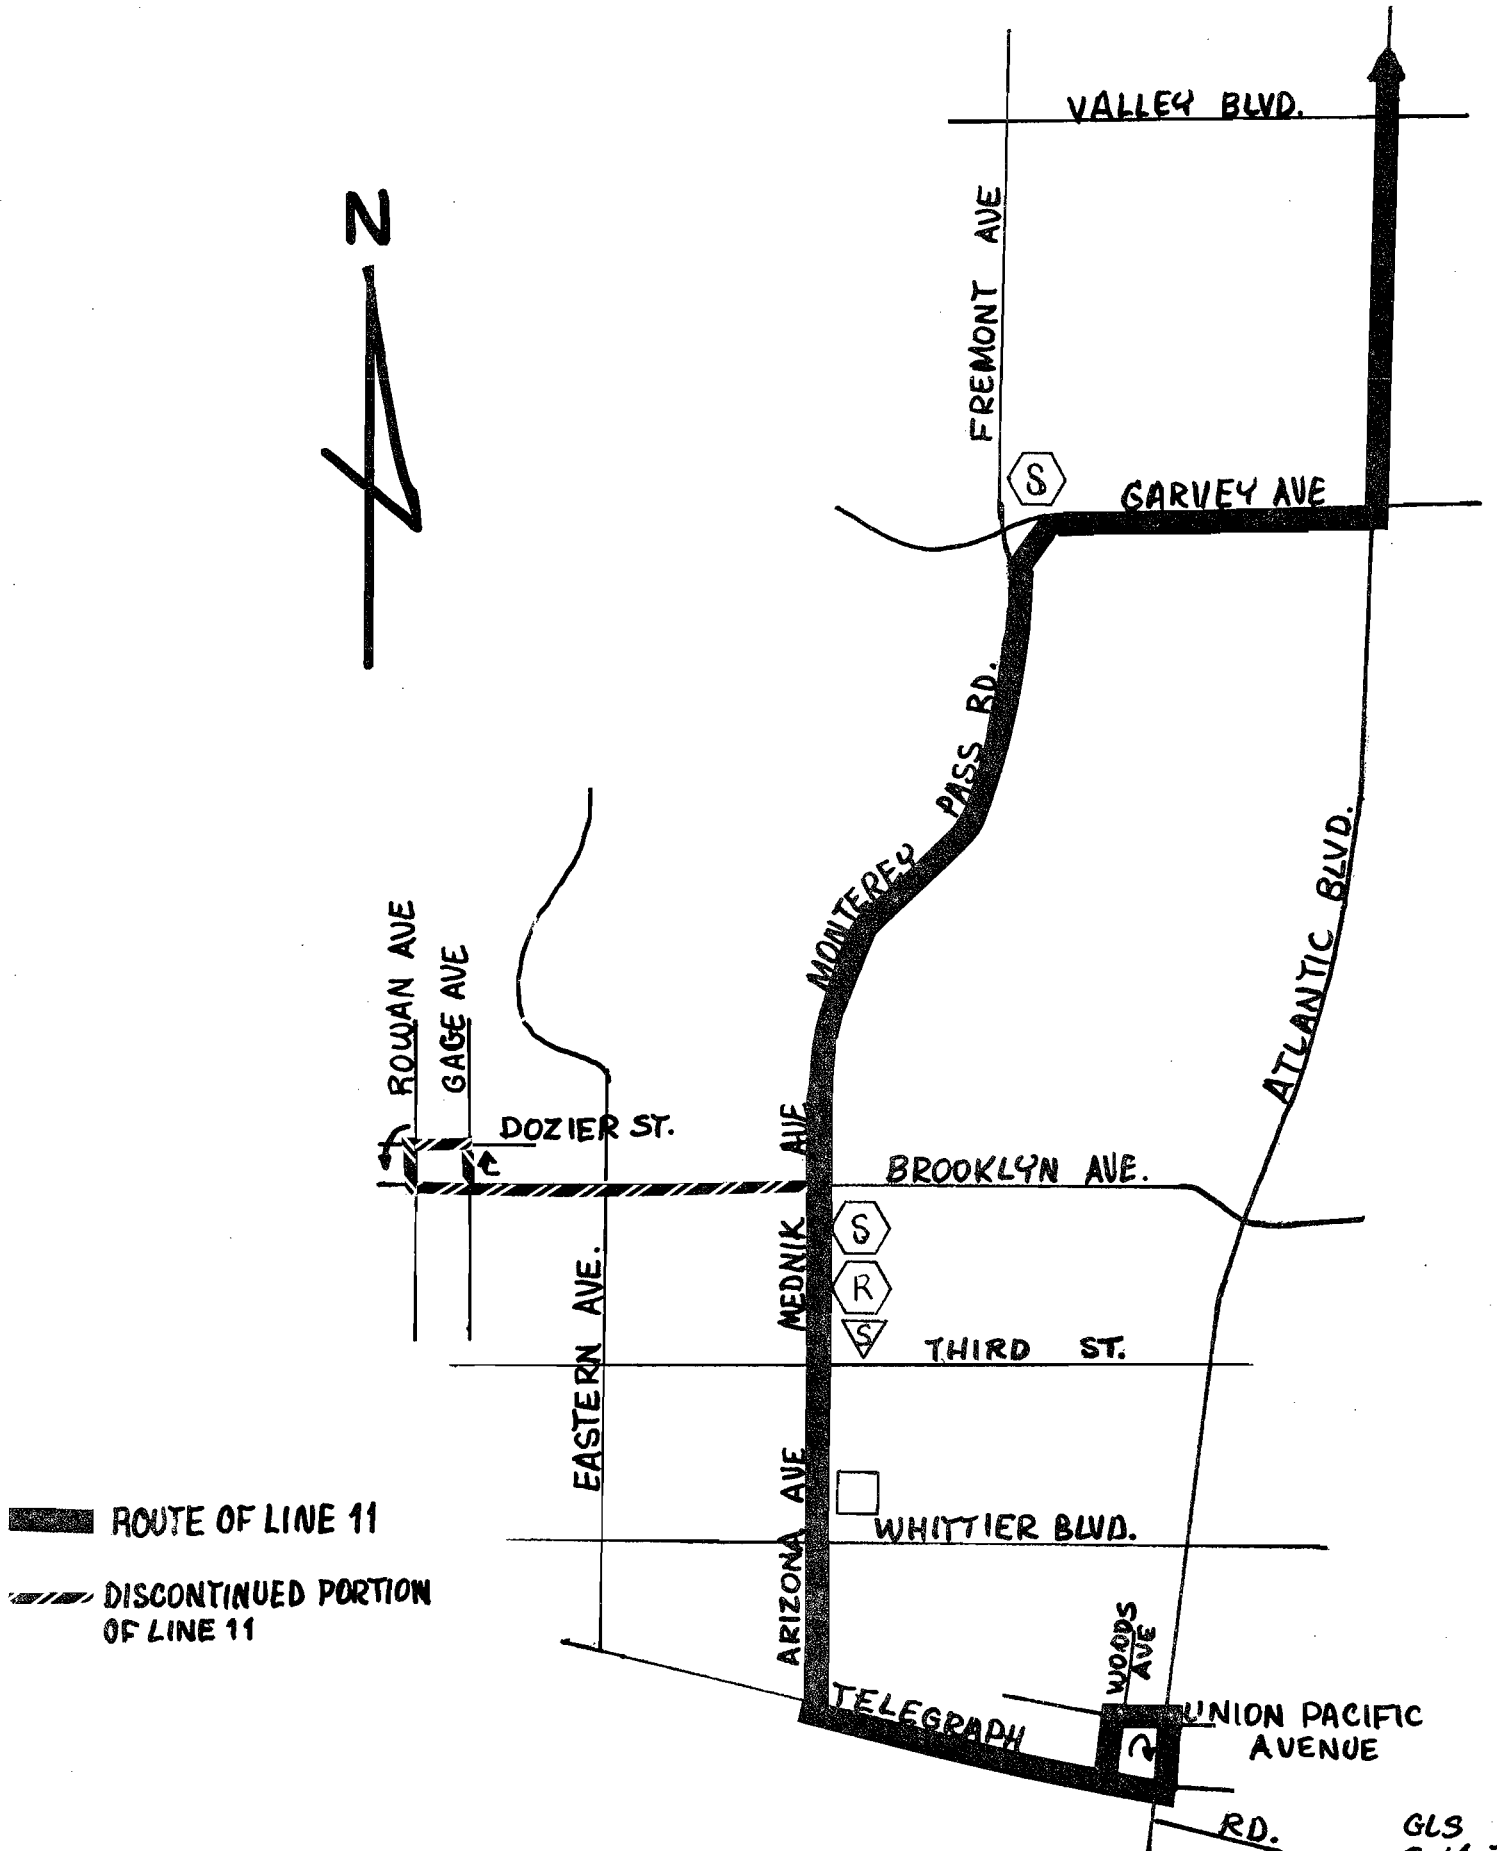 VALLEY BLVD.
N
FREMONT AVE
S
GARVEY AVE
MONTEREY PASS RD.
ATLANTIC BLVD.
ROWAN AVE
GAGE AVE
DOZIER ST.
MEDNIK AVE
BROOKLYN AVE.
S
R
S
EASTERN AVE.
THIRD ST.
ARIZONA AVE
WHITTIER BLVD.
ROUTE OF LINE 11
DISCONTINUED PORTION
OF LINE 11
WOODS
AVE
TELEGRAPH RD.
UNION PACIFIC
AVENUE
GLS